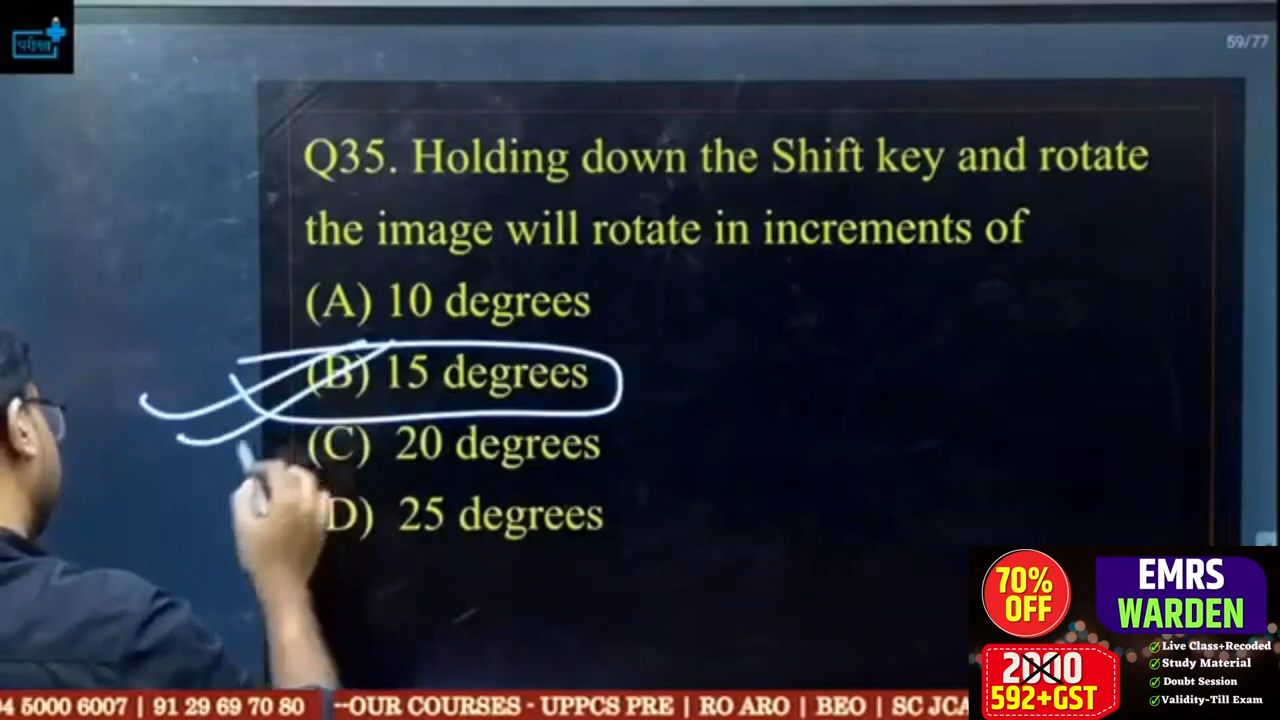 परीक्षा
59/77
Q35. Holding down the Shift key and rotate
the image will rotate in increments of
(A) 10 degrees
(B) 15 degrees
(C) 20 degrees
D) 25 degrees
70%
OFF
EMRS
WARDEN
2000
592+GST
Live Class+Recoded
Study Material
Doubt Session
Validity-Till Exam
94 5000 6007 | 91 29 69 70 80 --OUR COURSES - UPPCS PRE | RO ARO | BEO | SC JCA